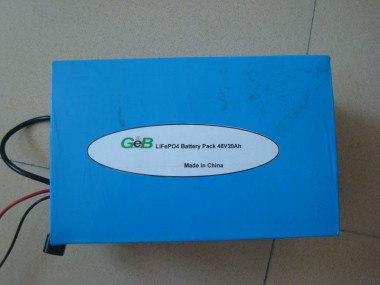 GeB LiFePO4 Battery Pack 48V20Ah
Made in China